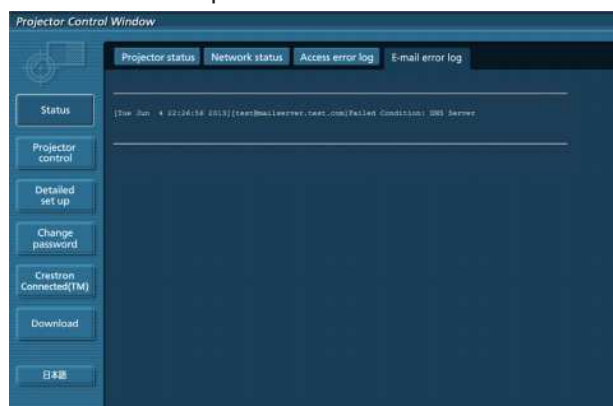 Projector Control Window
Projector status
Network status
Access error log
E-mail error log
Status
[Tue Jun 4 22:26:56 2013][test@mailserver.test.com]Failed Condition: DNS Server
Projector
control
Detailed
set up
Change
password
Crestron
Connected(TM)
Download
日本語